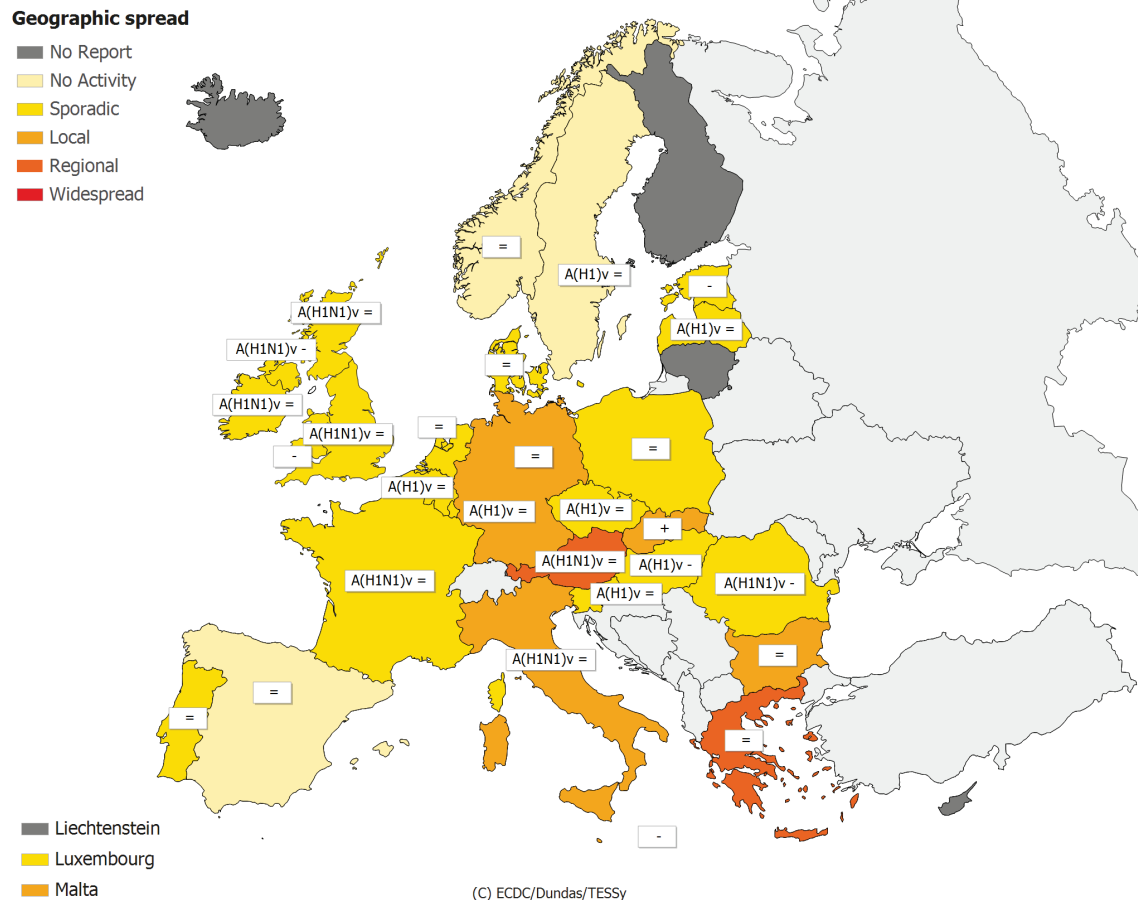 Geographic spread
No Report
No Activity
Sporadic
Local
Regional
Widespread
=
A(H1)v =
-
A(H1N1)v =
A(H1)v =
A(H1N1)v -
=
A(H1N1)v =
=
A(H1N1)v =
=
=
-
A(H1)v =
A(H1)v =
A(H1)v =
+
A(H1N1)v =
A(H1)v -
A(H1N1)v =
A(H1N1)v -
A(H1)v =
=
A(H1N1)v =
=
=
=
Liechtenstein
-
Luxembourg
Malta
(C) ECDC/Dundas/TESSy